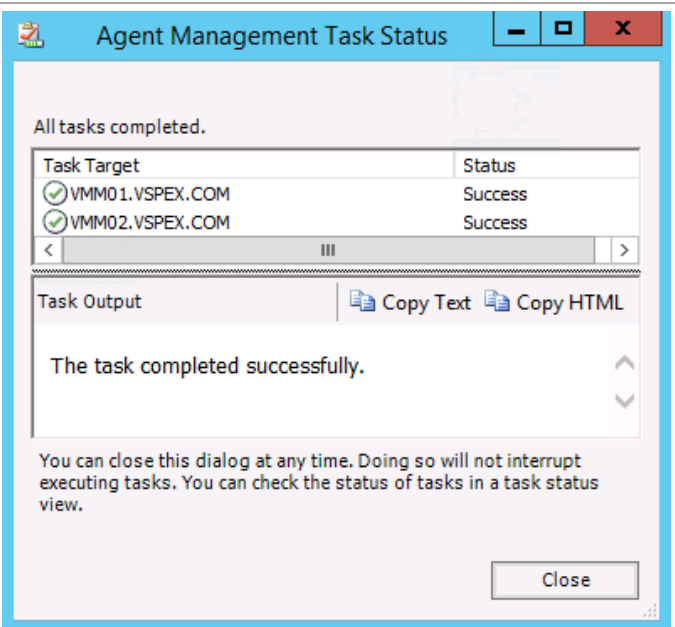 Agent Management Task Status
All tasks completed.
Task Target Status
VMM01.VSPEX.COM Success
VMM02.VSPEX.COM Success
Task Output Copy Text Copy HTML
The task completed successfully.
You can close this dialog at any time. Doing so will not interrupt
executing tasks. You can check the status of tasks in a task status
view.
Close